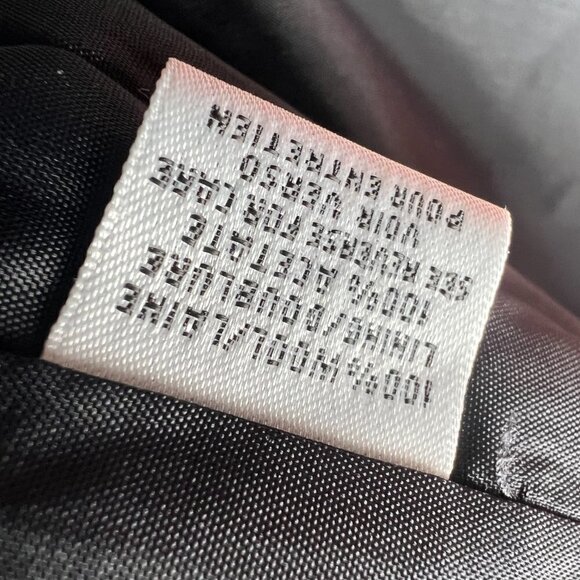 100% WOOL/LAINE
LINING/DOUBLURE
100% ACETATE
SEE REVERSE FOR CARE
VOIR VERSO
POUR ENTRETIEN